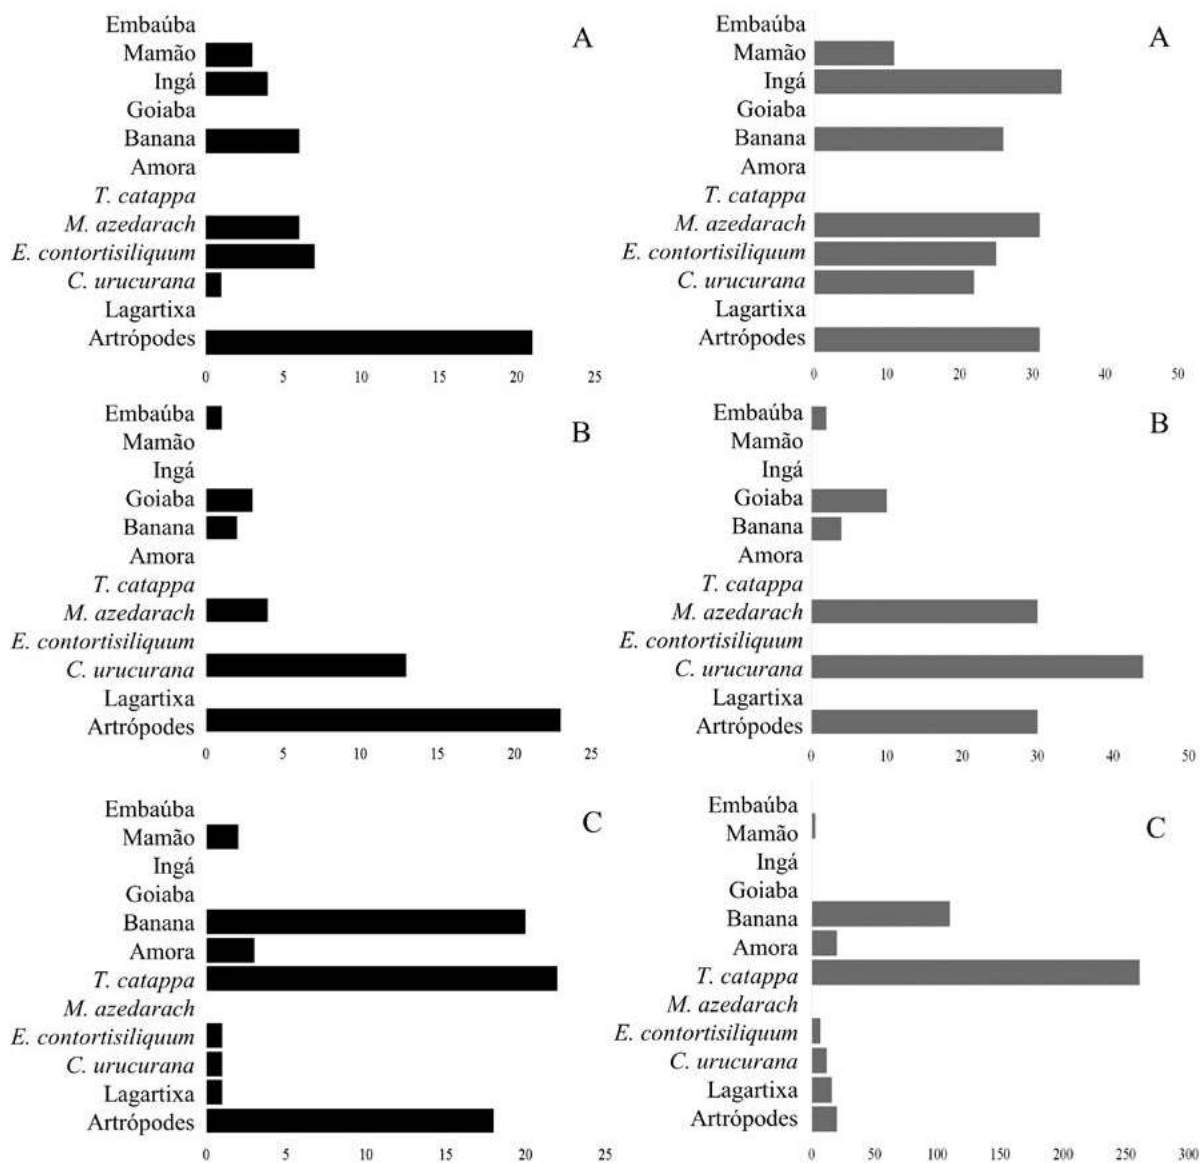 Embaúba
Mamão
Ingá
Goiaba
Banana
Amora
T. catappa
M. azedarach
E. contortisiliquum
C. urucurana
Lagartixa
Artrópodes
A
0 5 10 15 20 25
Embaúba
Mamão
Ingá
Goiaba
Banana
Amora
T. catappa
M. azedarach
E. contortisiliquum
C. urucurana
Lagartixa
Artrópodes
A
0 10 20 30 40 50
Embaúba
Mamão
Ingá
Goiaba
Banana
Amora
T. catappa
M. azedarach
E. contortisiliquum
C. urucurana
Lagartixa
Artrópodes
B
0 5 10 15 20 25
Embaúba
Mamão
Ingá
Goiaba
Banana
Amora
T. catappa
M. azedarach
E. contortisiliquum
C. urucurana
Lagartixa
Artrópodes
B
0 10 20 30 40 50
Embaúba
Mamão
Ingá
Goiaba
Banana
Amora
T. catappa
M. azedarach
E. contortisiliquum
C. urucurana
Lagartixa
Artrópodes
C
0 5 10 15 20 25
Embaúba
Mamão
Ingá
Goiaba
Banana
Amora
T. catappa
M. azedarach
E. contortisiliquum
C. urucurana
Lagartixa
Artrópodes
C
0 50 100 150 200 250 300